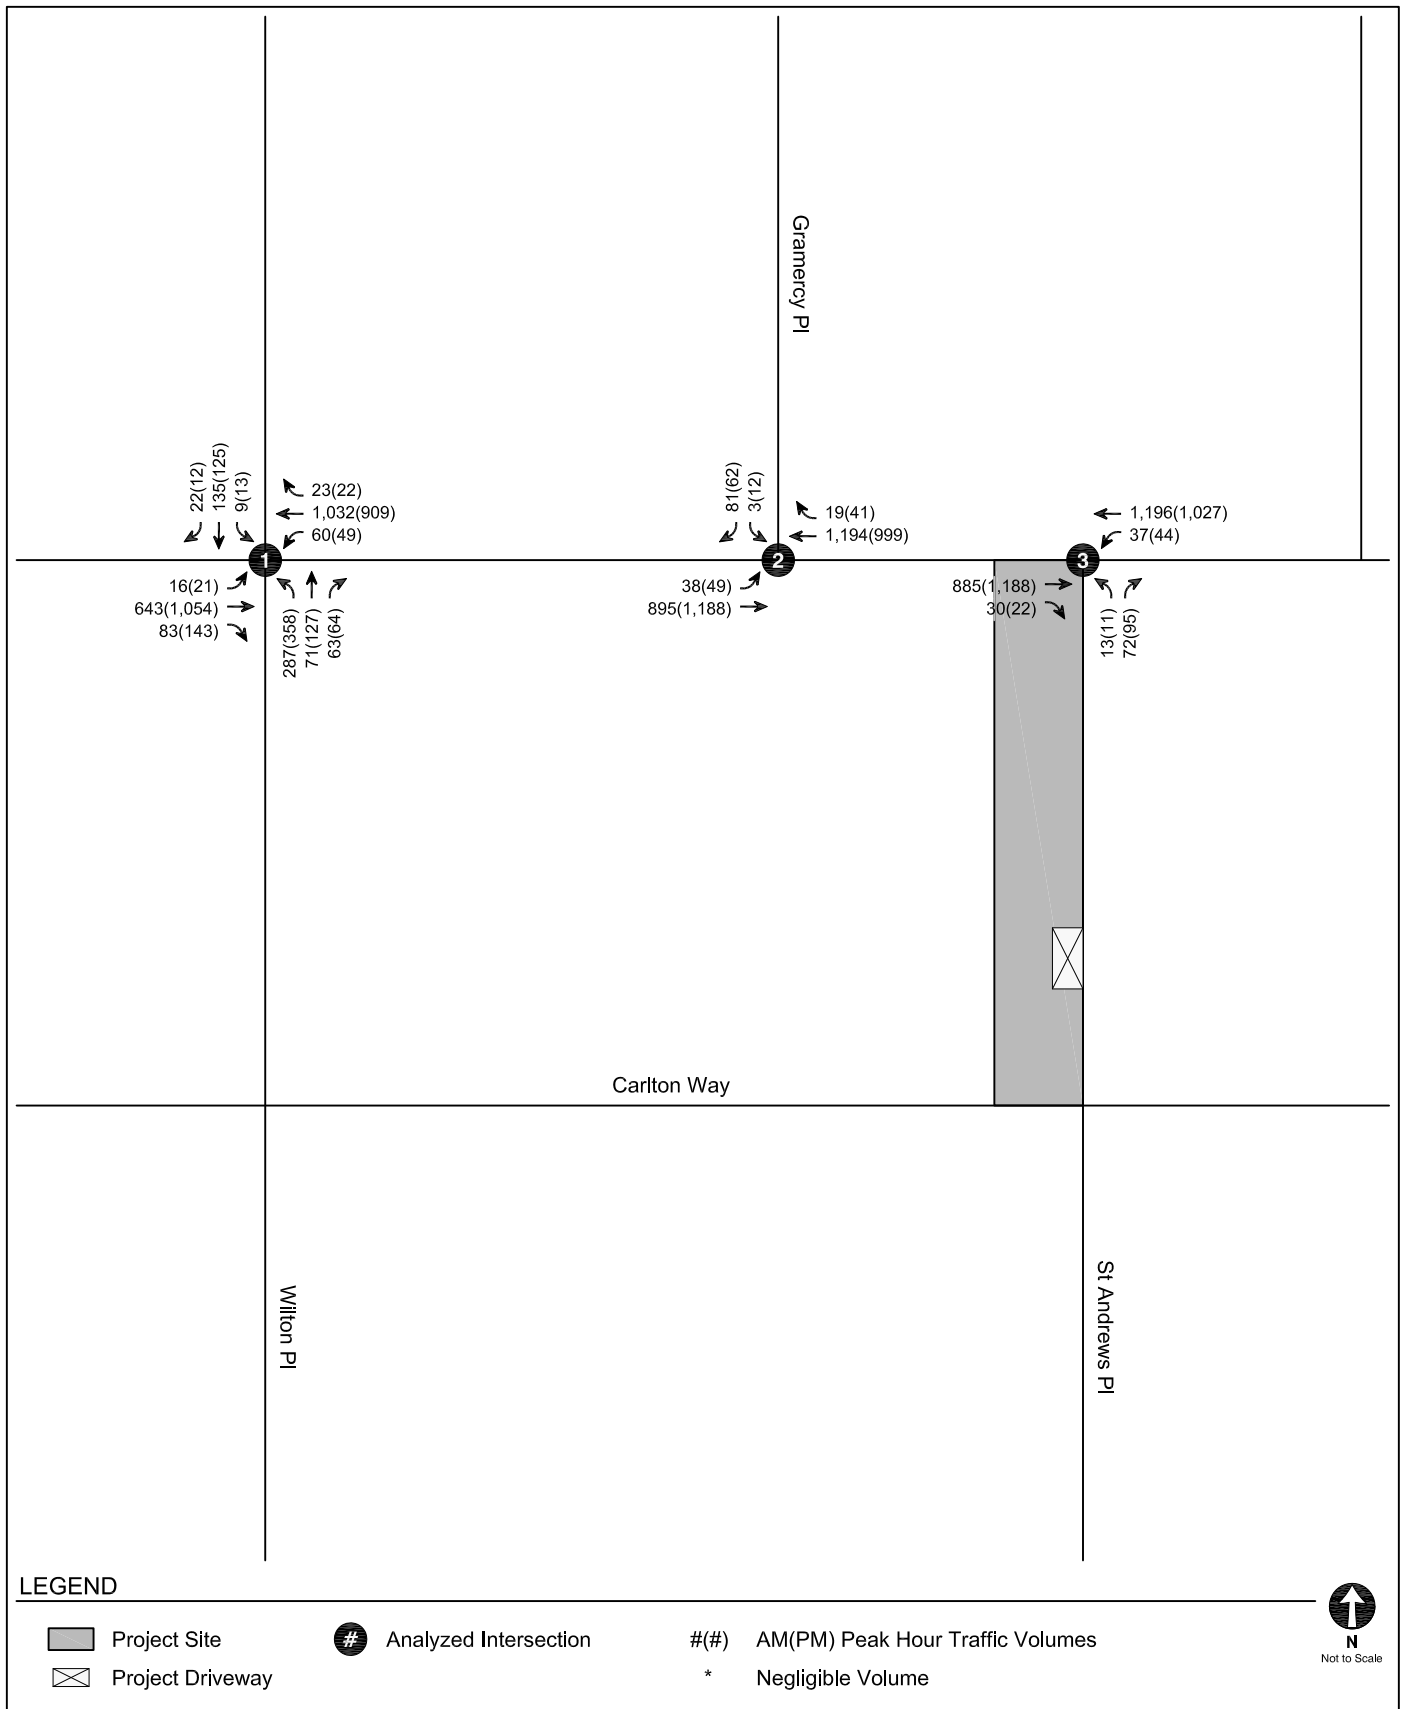 Gramercy Pl
22(12)
135(125)
9(13)
23(22)
1,032(909)
60(49)
1
16(21)
643(1,054)
83(143)
287(358)
71(127)
63(64)
81(62)
3(12)
19(41)
1,194(999)
2
38(49)
895(1,188)
1,196(1,027)
37(44)
3
885(1,188)
30(22)
13(11)
72(95)
Carlton Way
Wilton Pl
St Andrews Pl
LEGEND
Project Site
# Analyzed Intersection
#(#) AM(PM) Peak Hour Traffic Volumes
Project Driveway
* Negligible Volume
N
Not to Scale